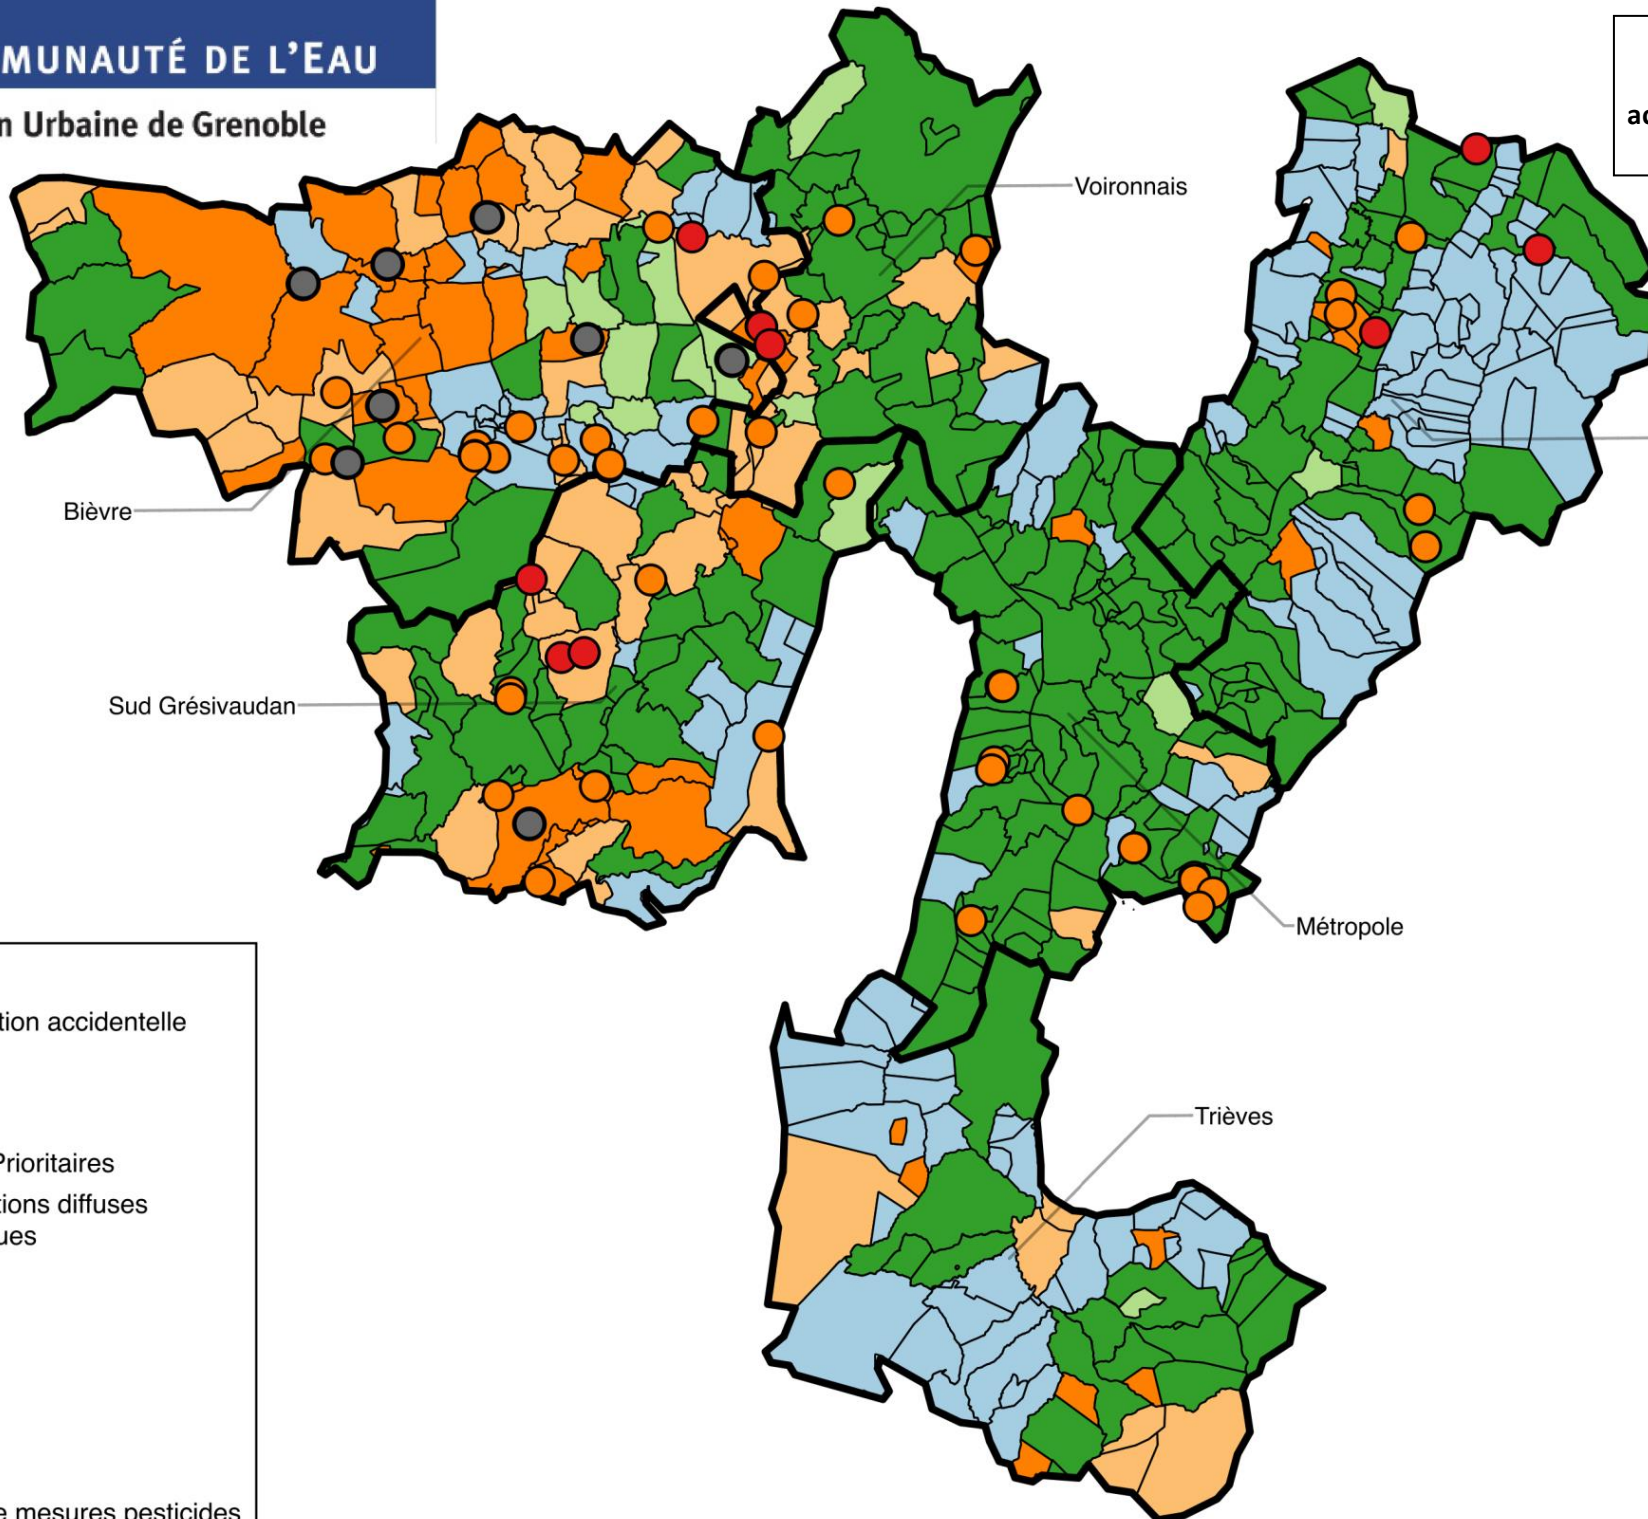 MUNAUTÉ DE L'EAU
n Urbaine de Grenoble
ac
Voironnais
Bièvre
Sud Grésivaudan
Métropole
Trièves
tion accidentelle
Prioritaires
tions diffuses
ues
e mesures pesticides